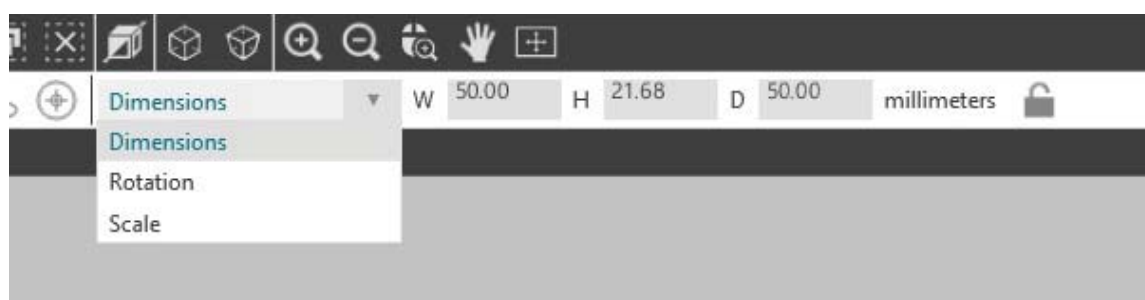 Dimensions W 50.00 H 21.68 D 50.00 millimeters
Dimensions
Rotation
Scale